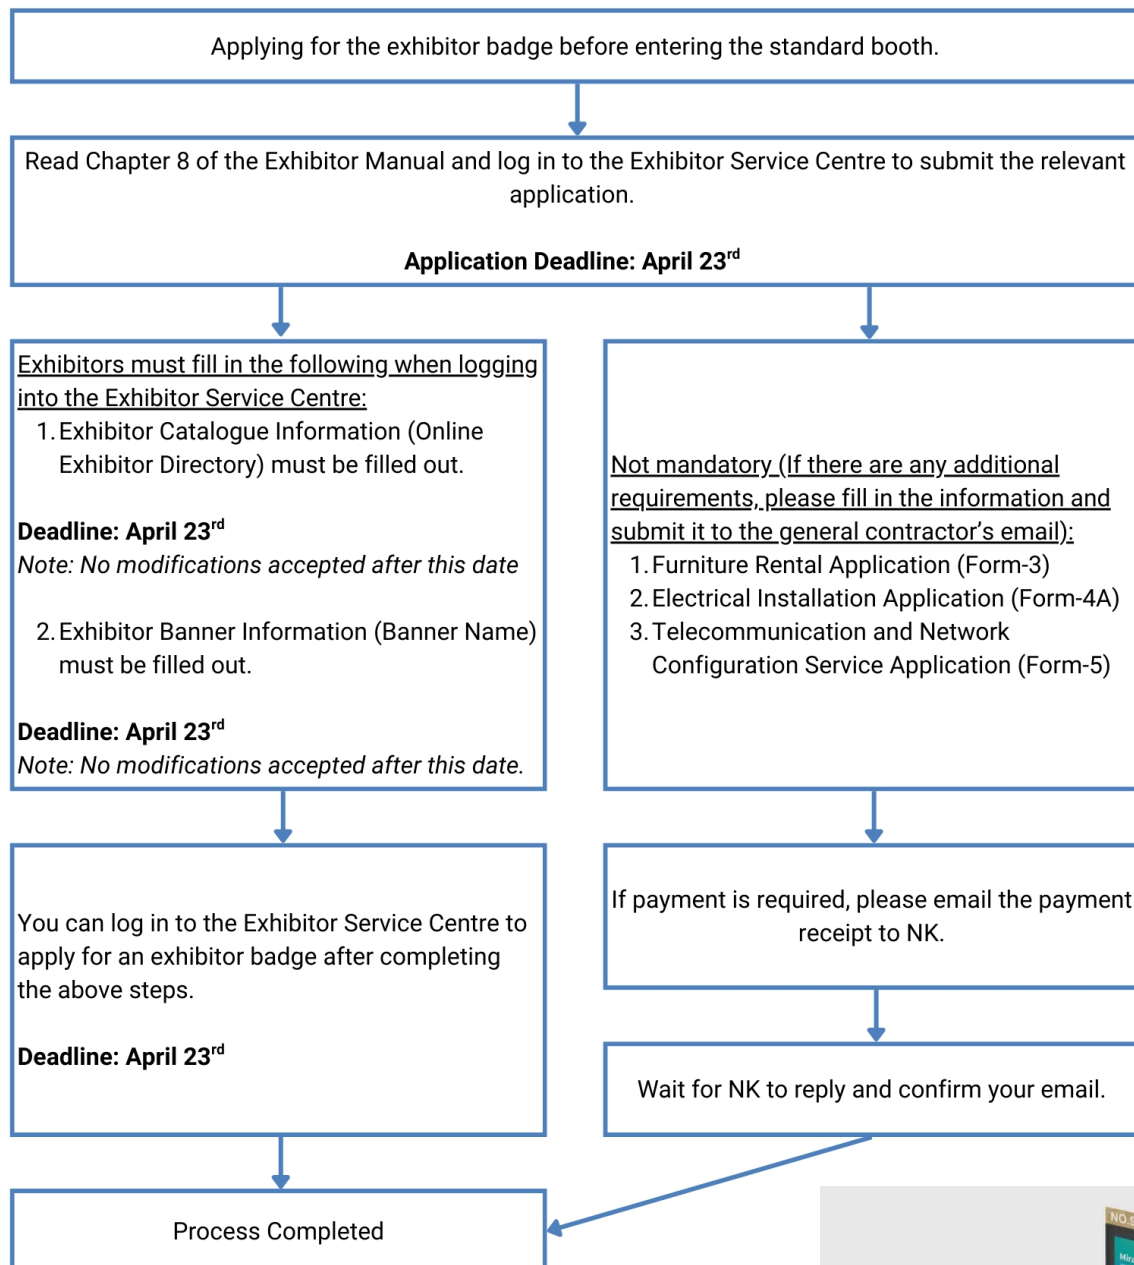 Applying for the exhibitor badge before entering the standard booth.
Read Chapter 8 of the Exhibitor Manual and log in to the Exhibitor Service Centre to submit the relevant
application.
Application Deadline: April 23rd
Exhibitors must fill in the following when logging
into the Exhibitor Service Centre:
1. Exhibitor Catalogue Information (Online
Exhibitor Directory) must be filled out.
Deadline: April 23rd
Note: No modifications accepted after this date
2. Exhibitor Banner Information (Banner Name)
must be filled out.
Deadline: April 23rd
Note: No modifications accepted after this date.
Not mandatory (If there are any additional
requirements, please fill in the information and
submit it to the general contractor's email):
1. Furniture Rental Application (Form-3)
2. Electrical Installation Application (Form-4A)
3. Telecommunication and Network
Configuration Service Application (Form-5)
You can log in to the Exhibitor Service Centre to
apply for an exhibitor badge after completing
the above steps.
Deadline: April 23rd
If payment is required, please email the payment
receipt to NK.
Wait for NK to reply and confirm your email.
Process Completed